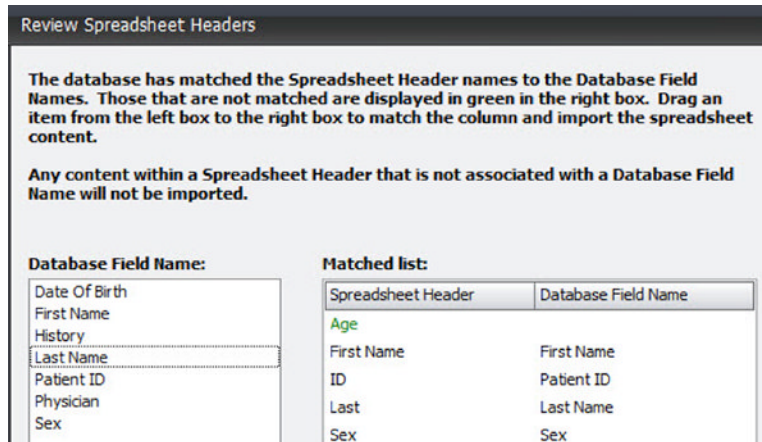 Review Spreadsheet Headers
The database has matched the Spreadsheet Header names to the Database Field
Names. Those that are not matched are displayed in green in the right box. Drag an
item from the left box to the right box to match the column and import the spreadsheet
content.
Any content within a Spreadsheet Header that is not associated with a Database Field
Name will not be imported.
Database Field Name:
Date Of Birth
First Name
History
Last Name
Patient ID
Physician
Sex
Matched list:
Spreadsheet Header Database Field Name
Age
First Name First Name
ID Patient ID
Last Last Name
Sex Sex